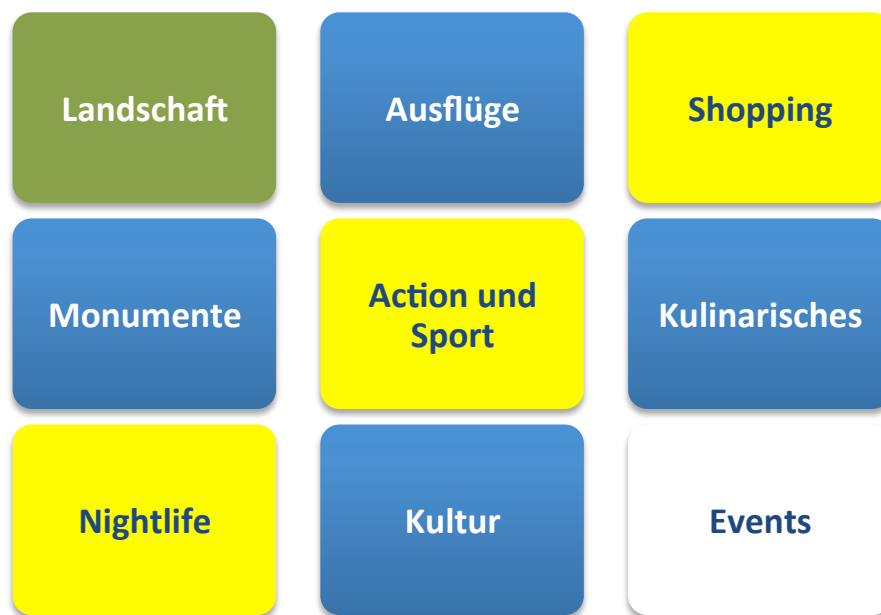 Landschaft
Ausflüge
Shopping
Monumente
Action und
Sport
Kulinarisches
Nightlife
Kultur
Events